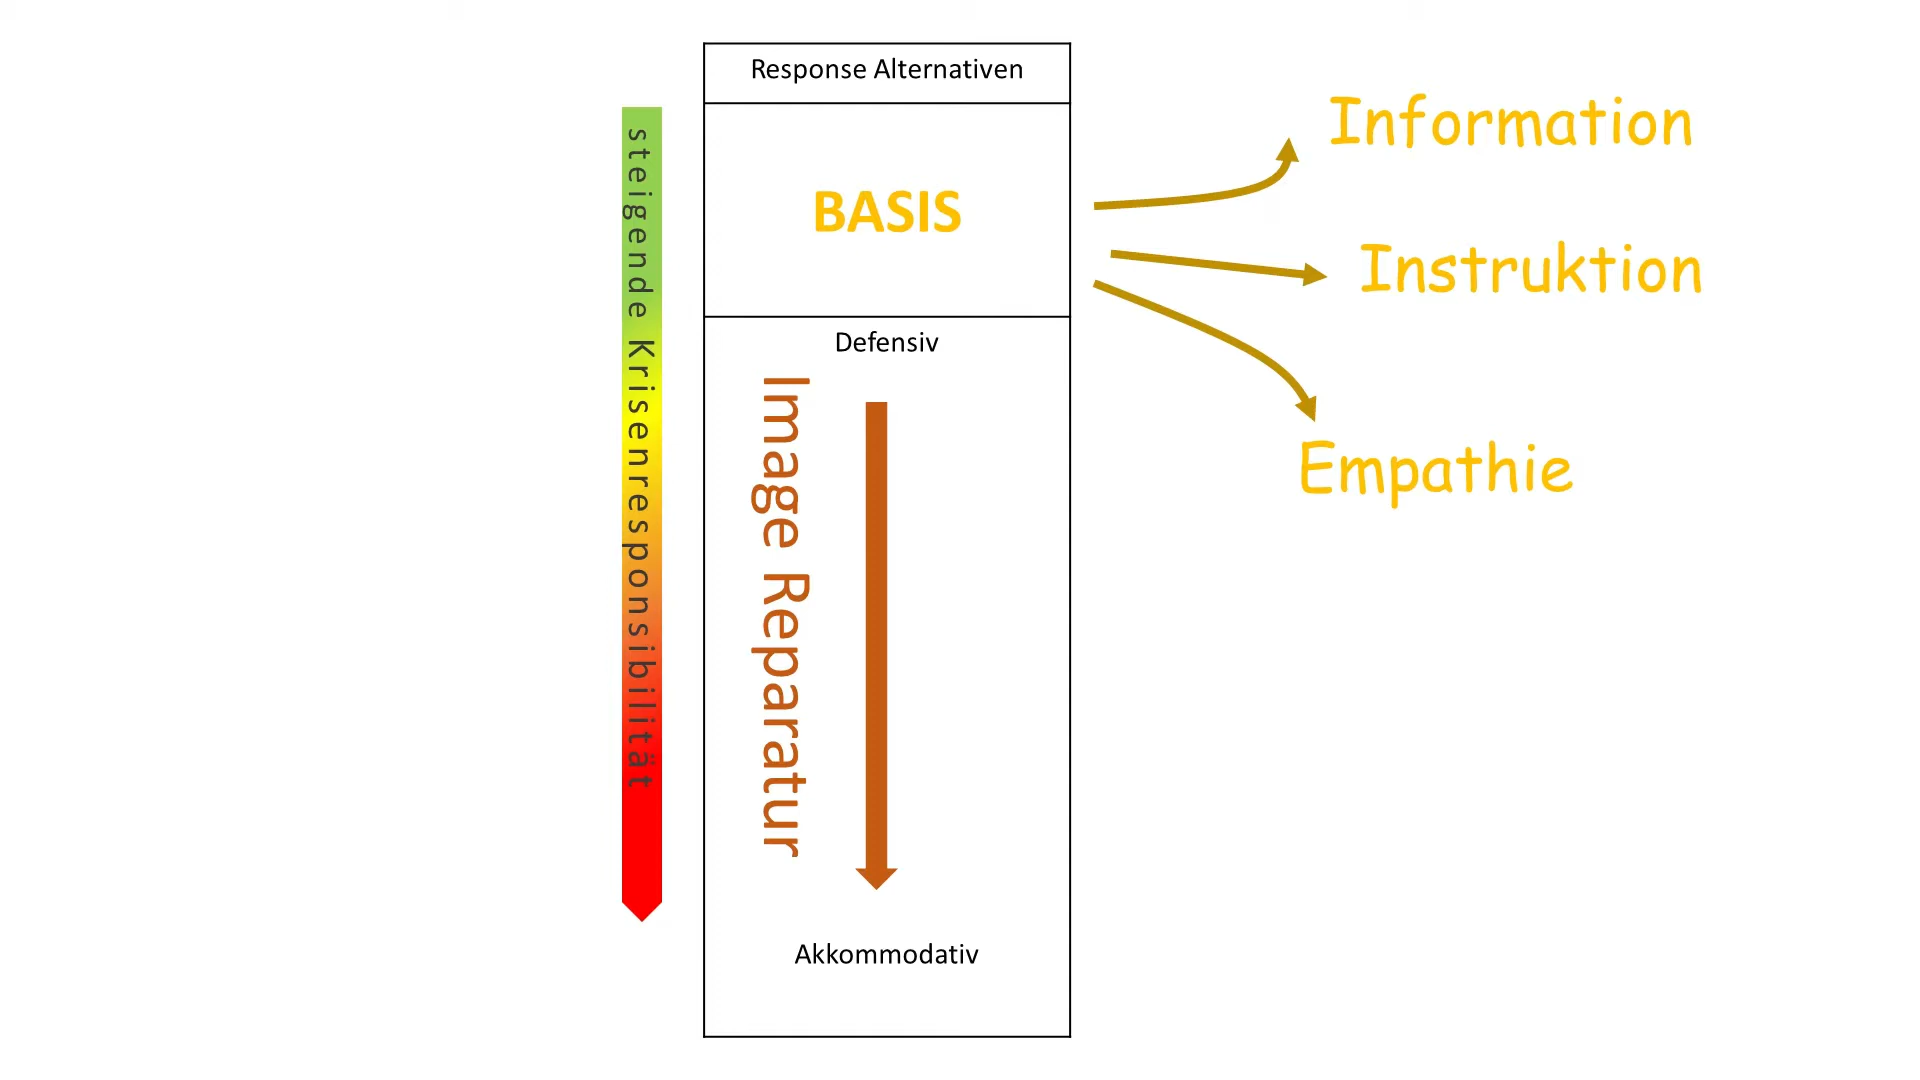 Response Alternativen
steigende Krisenresponsibilität
BASIS
Information
Instruktion
Empathie
Defensiv
Image Reparatur
Akkommodativ